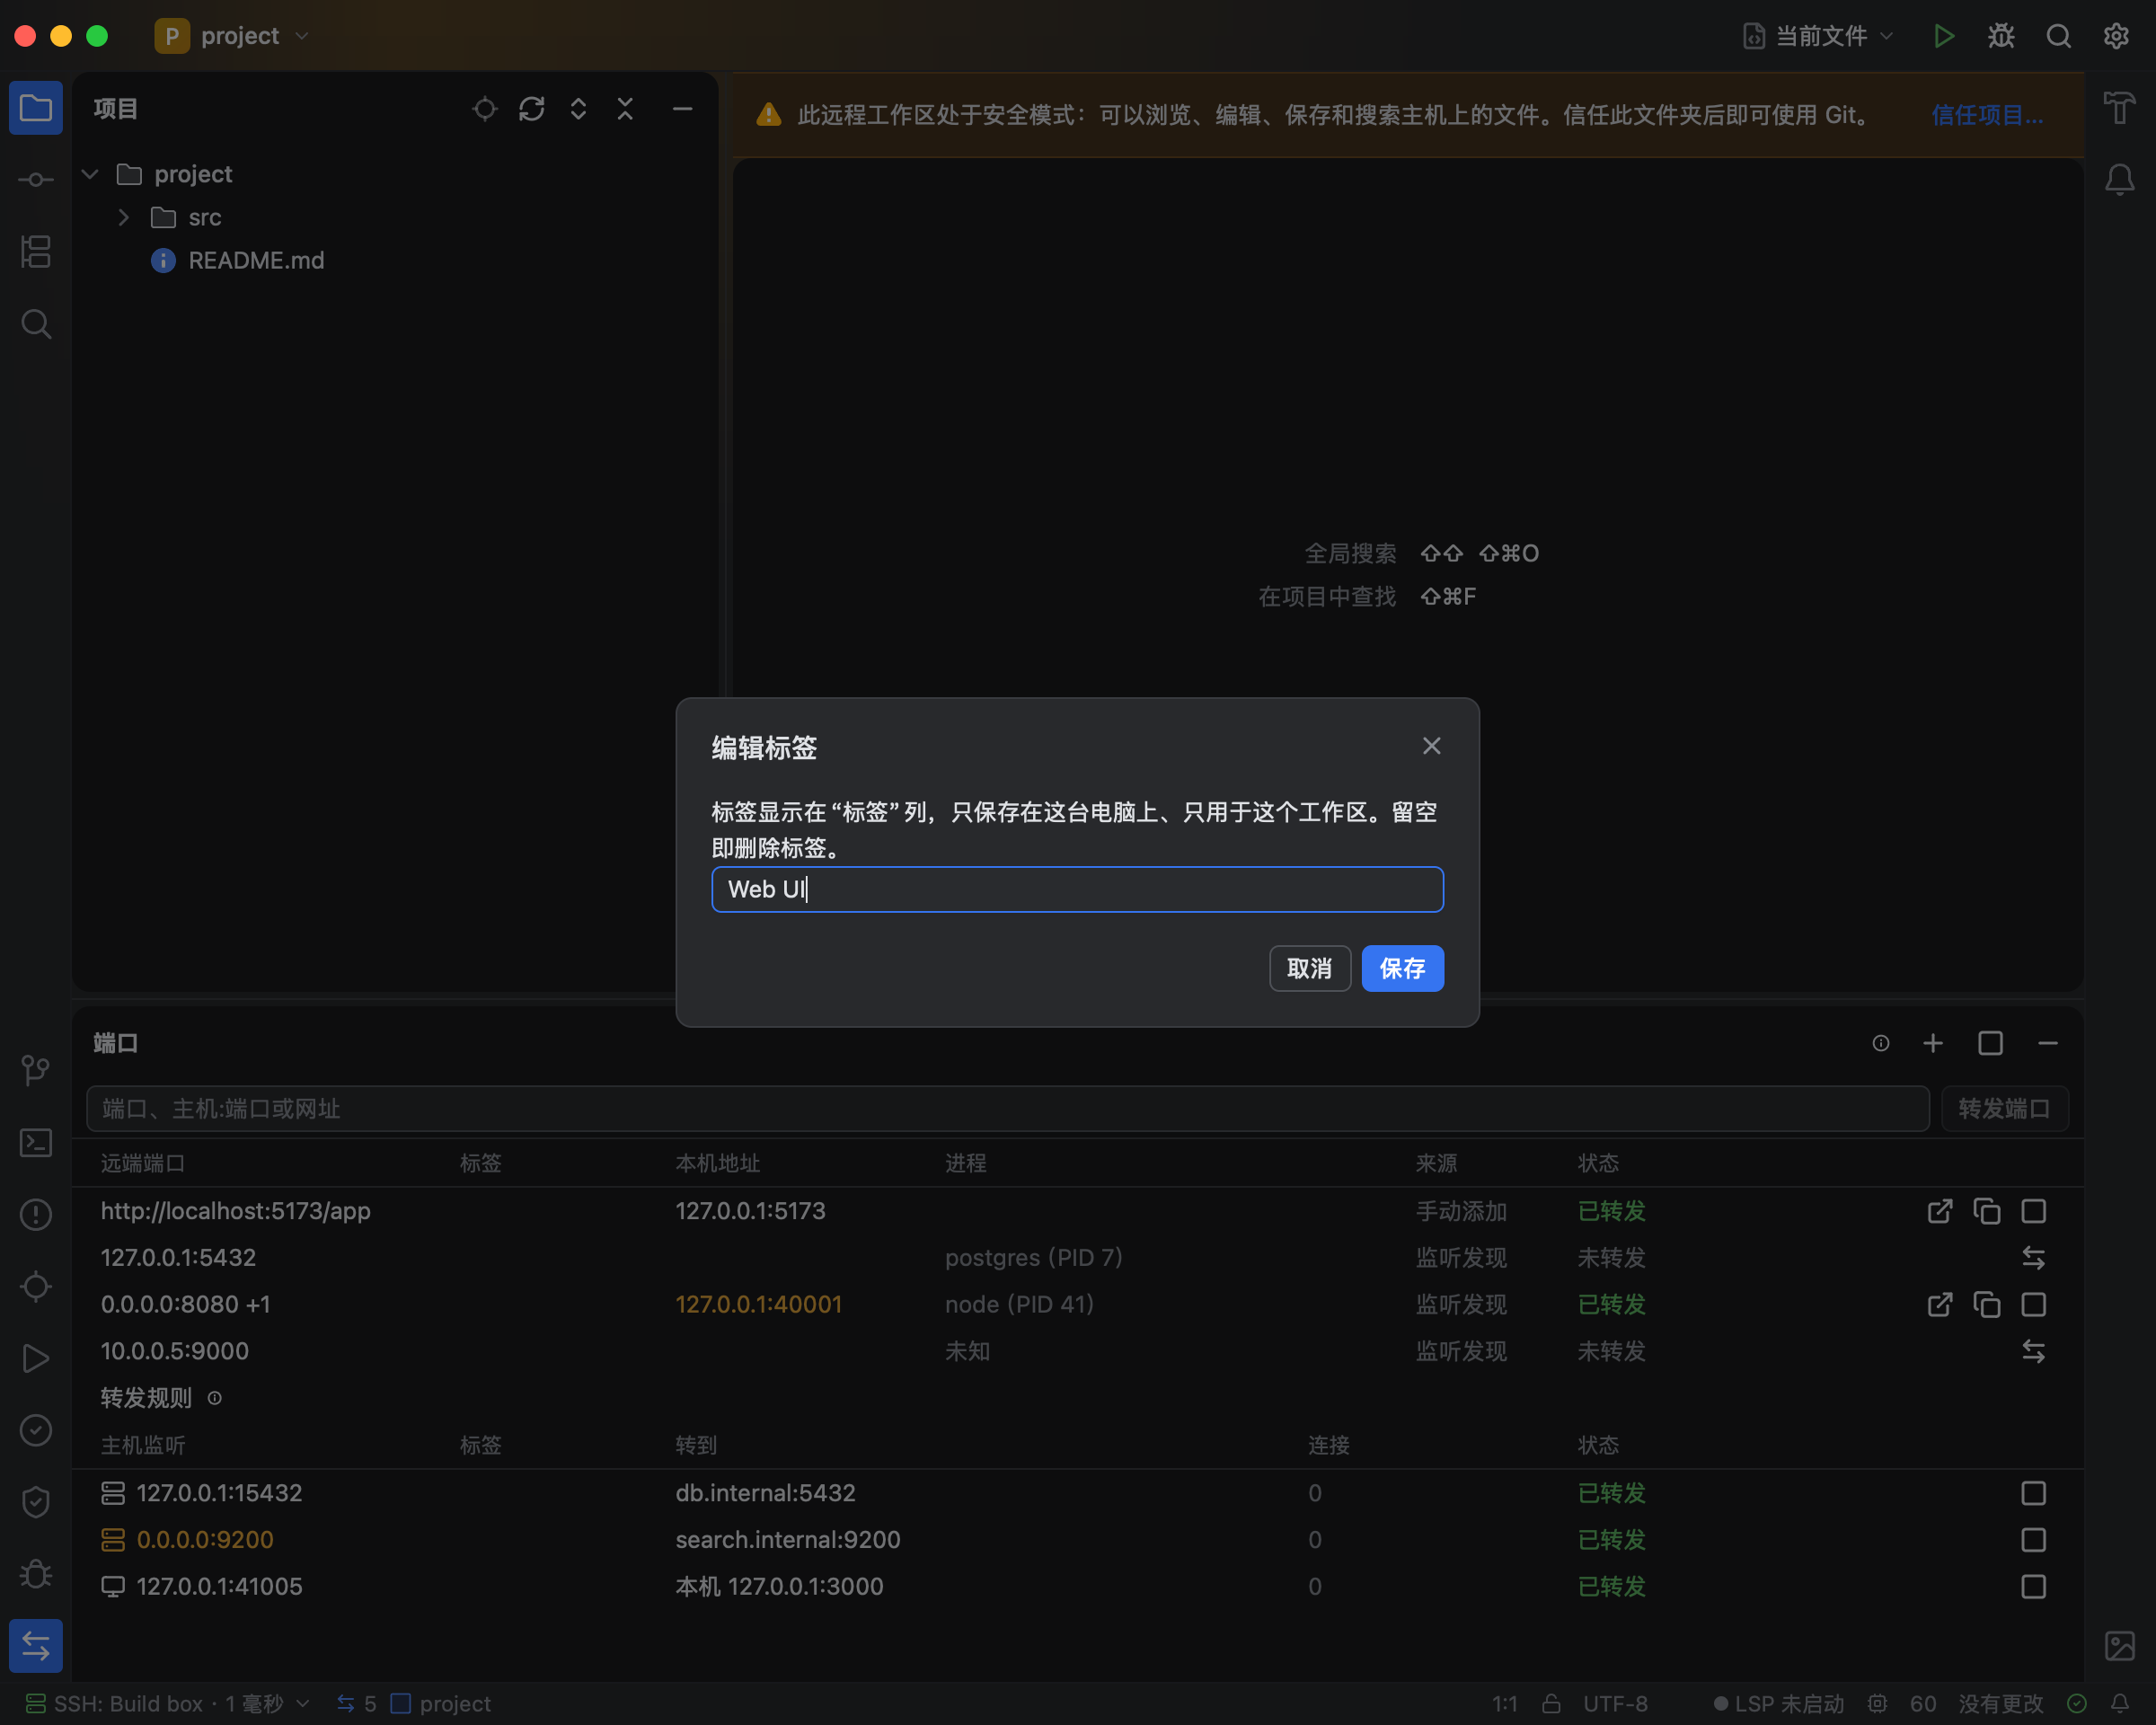 P project
当前文件
项目
此远程工作区处于安全模式：可以浏览、编辑、保存和搜索主机上的文件。信任此文件夹后即可使用 Git。 信任项目...
project
src
README.md
全局搜索 ⇧⇧ ⇧⌘O
在项目中查找 ⇧⌘F
编辑标签
标签显示在“标签”列，只保存在这台电脑上、只用于这个工作区。留空
即删除标签。
Web UI
取消 保存
端口
端口、主机:端口或网址 转发端口
远端端口 标签 本机地址 进程 来源 状态
http://localhost:5173/app 127.0.0.1:5173 手动添加 已转发
127.0.0.1:5432 postgres (PID 7) 监听发现 未转发
0.0.0.0:8080 +1 127.0.0.1:40001 node (PID 41) 监听发现 已转发
10.0.0.5:9000 未知 监听发现 未转发
转发规则
主机监听 标签 转到 连接 状态
127.0.0.1:15432 db.internal:5432 0 已转发
0.0.0.0:9200 search.internal:9200 0 已转发
127.0.0.1:41005 本机 127.0.0.1:3000 0 已转发
SSH: Build box · 1 毫秒 5 project 1:1 UTF-8 LSP 未启动 60 没有更改